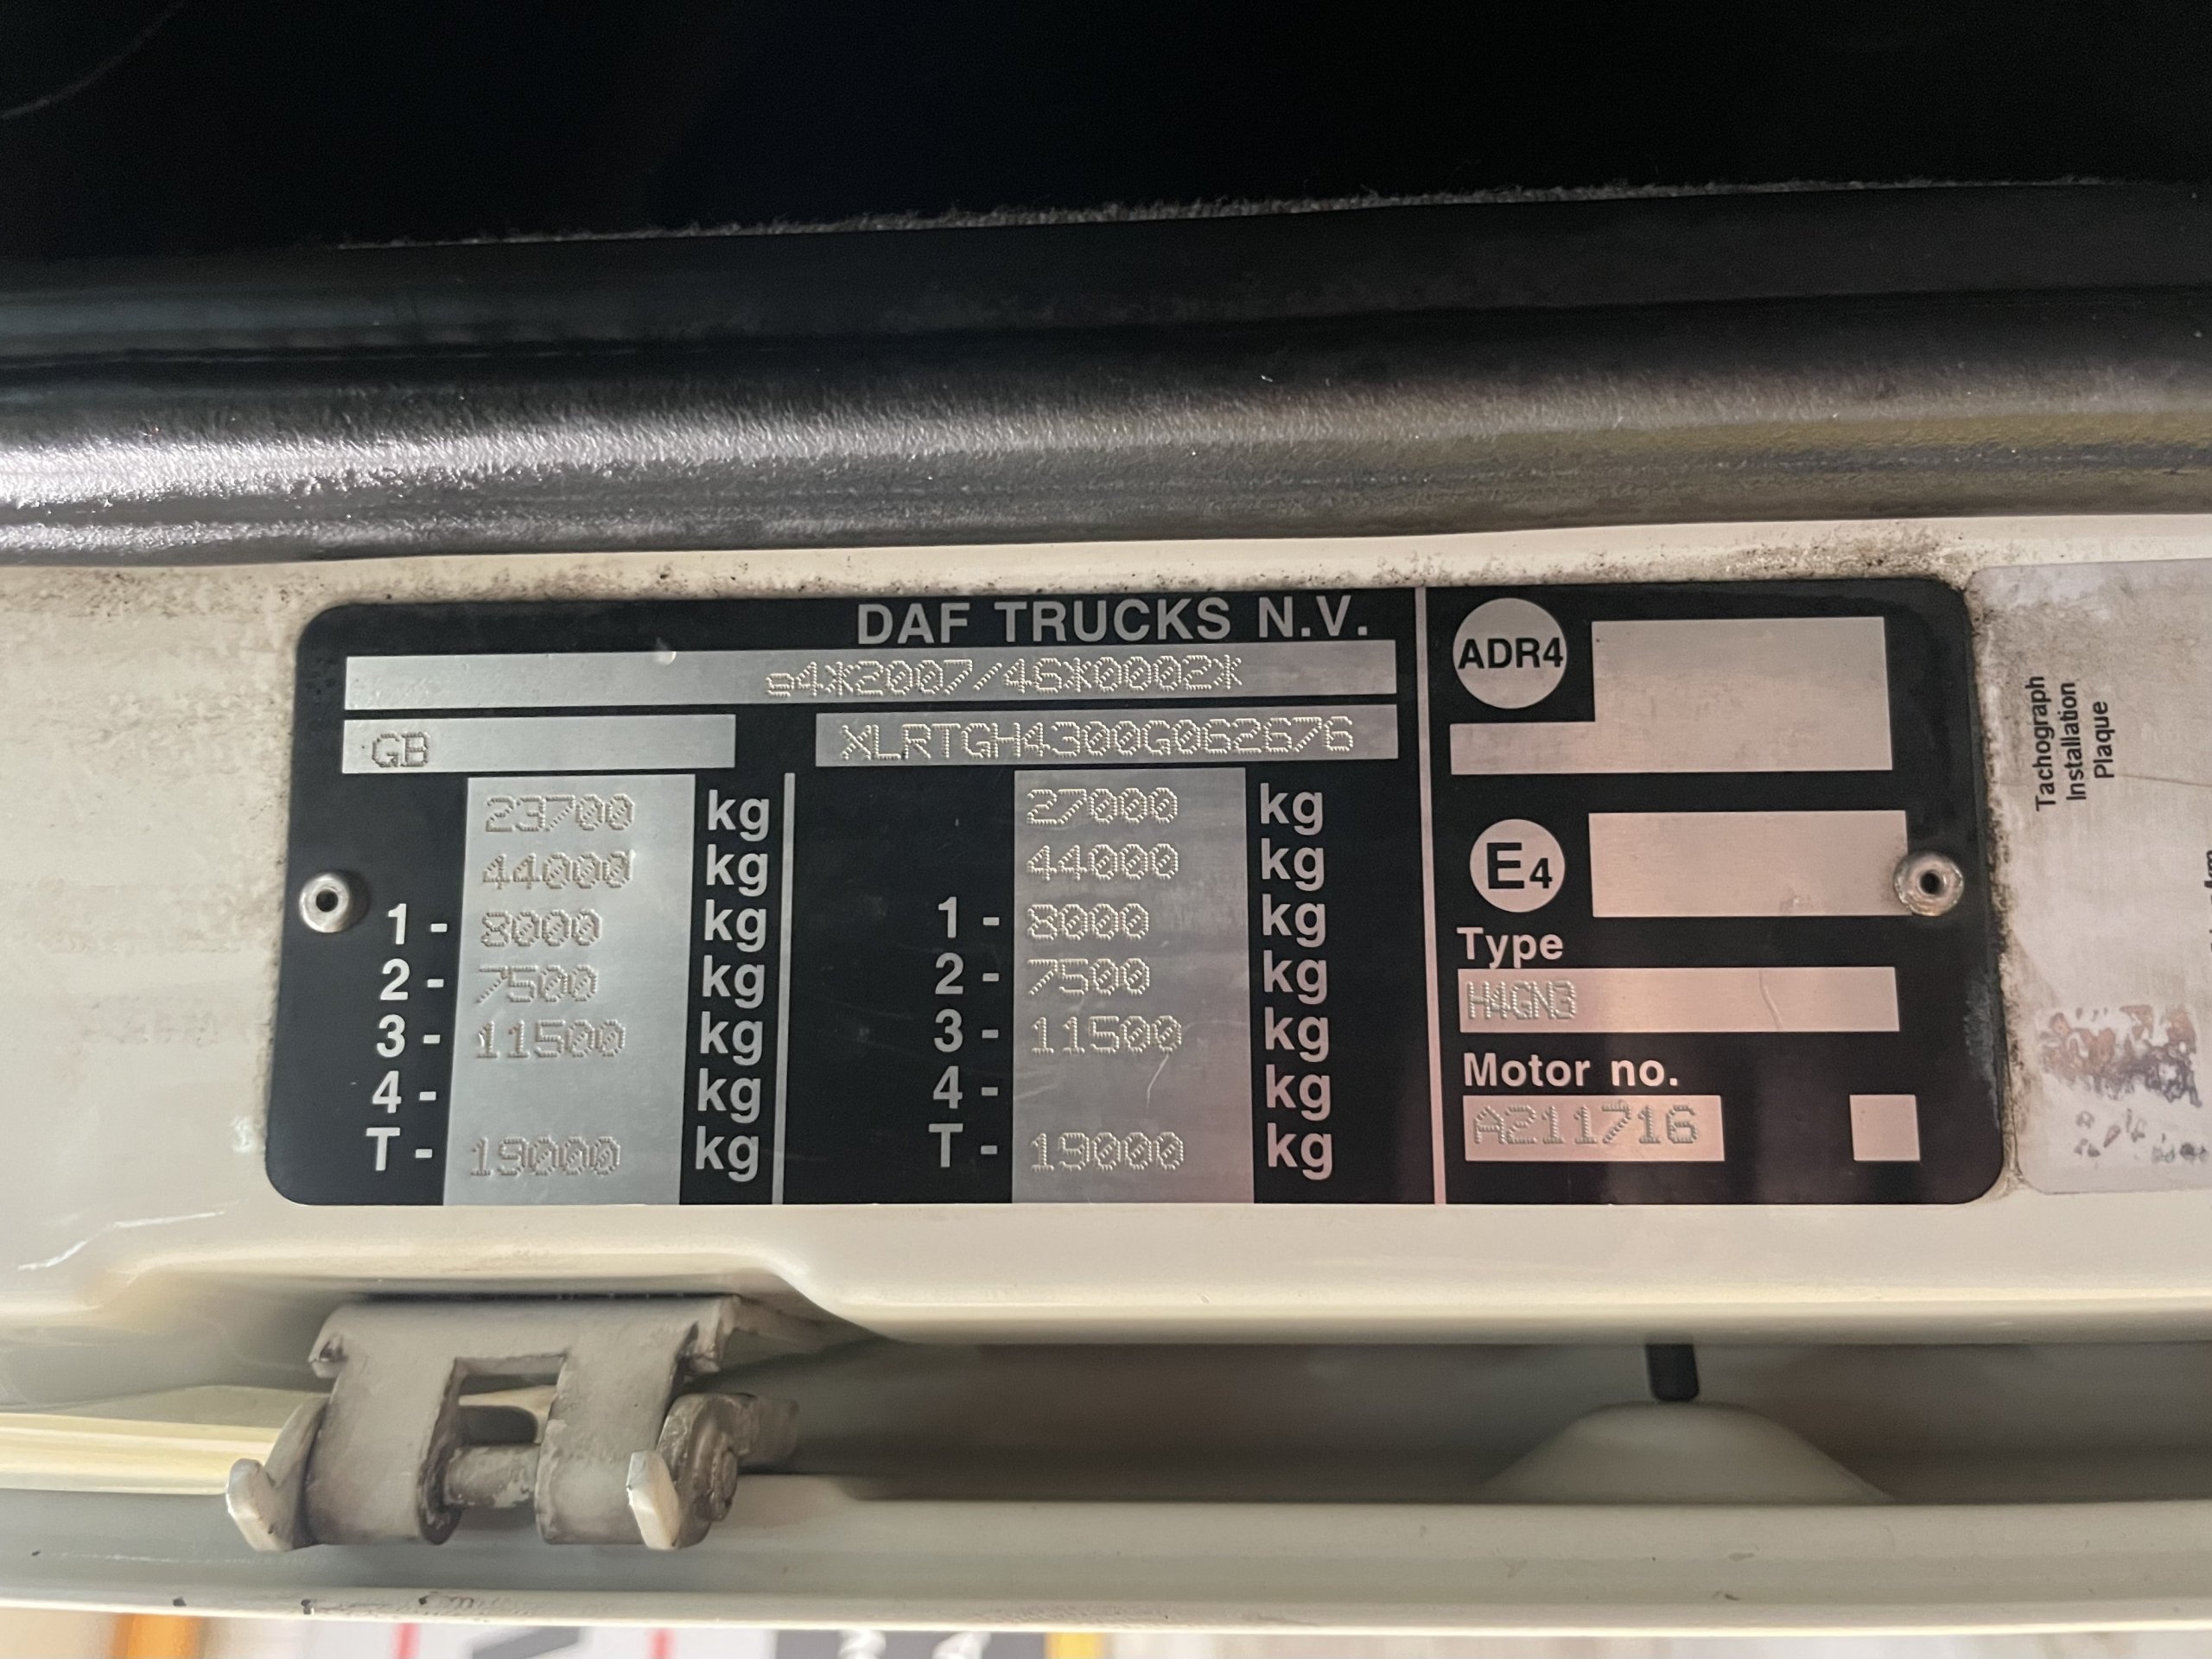 DAF TRUCKS N.V.
e4*2007/46*0002*
GB
XLRTGH4300G062676
23700 kg
44000 kg
1- 8000 kg
2- 7500 kg
3- 11500 kg
4- kg
T- 19000 kg
27000 kg
44000 kg
1- 8000 kg
2- 7500 kg
3- 11500 kg
4- kg
T- 19000 kg
ADR4
E4
Type
H4GN3
Motor no.
A211716
Tachograph
Installation
Plaque
km